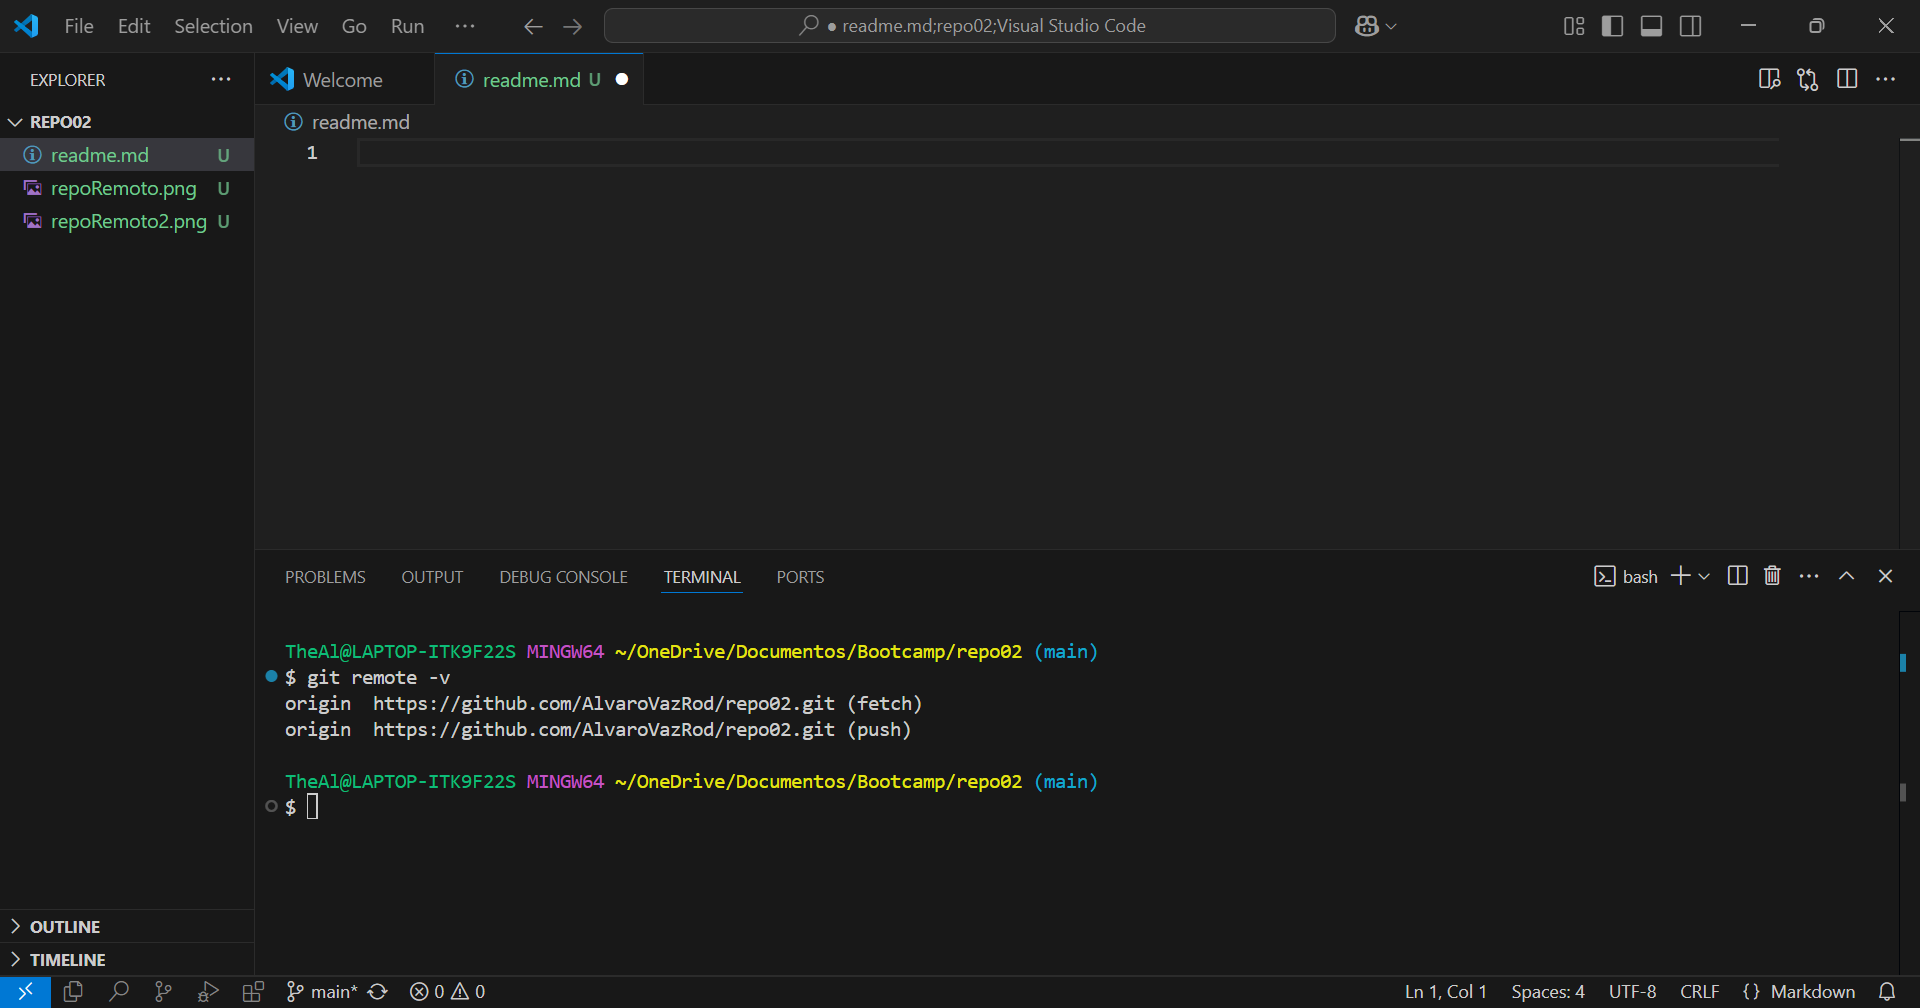 File Edit Selection View Go Run ···
● readme.md;repo02;Visual Studio Code
EXPLORER ···
Welcome
readme.md U ●
REPO02
readme.md
readme.md U
1
repoRemoto.png U
repoRemoto2.png U
PROBLEMS OUTPUT DEBUG CONSOLE TERMINAL PORTS
bash
TheAl@LAPTOP-ITK9F22S MINGW64 ~/OneDrive/Documentos/Bootcamp/repo02 (main)
$ git remote -v
origin  https://github.com/AlvaroVazRod/repo02.git (fetch)
origin  https://github.com/AlvaroVazRod/repo02.git (push)
TheAl@LAPTOP-ITK9F22S MINGW64 ~/OneDrive/Documentos/Bootcamp/repo02 (main)
$
OUTLINE
TIMELINE
main* 0 0 Ln 1, Col 1 Spaces: 4 UTF-8 CRLF {} Markdown